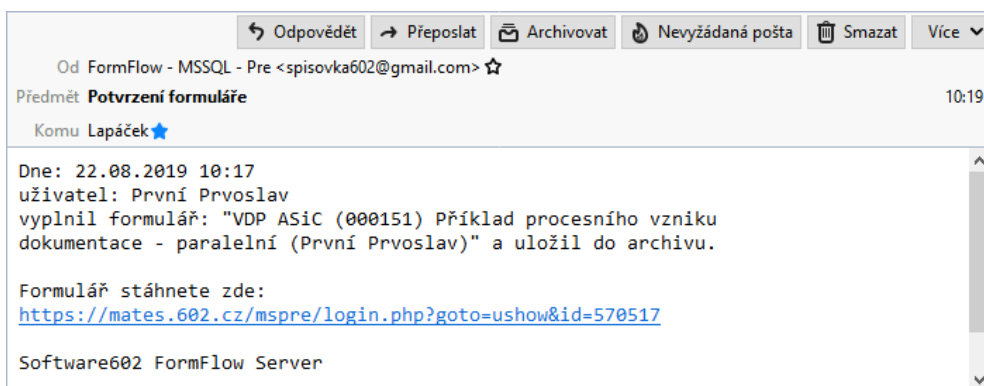 Odpovědět Přeposlat Archivovat Nevyžádaná pošta Smazat Více
Od FormFlow - MSSQL - Pre <spisovka602@gmail.com>
Předmět Potvrzení formuláře 10:19
Komu Lapáček
Dne: 22.08.2019 10:17
uživatel: První Prvoslav
vyplnil formulář: "VDP ASiC (000151) Příklad procesního vzniku
dokumentace - paralelní (První Prvoslav)" a uložil do archivu.
Formulář stáhnete zde:
https://mates.602.cz/mspre/login.php?goto=ushow&id=570517
Software602 FormFlow Server